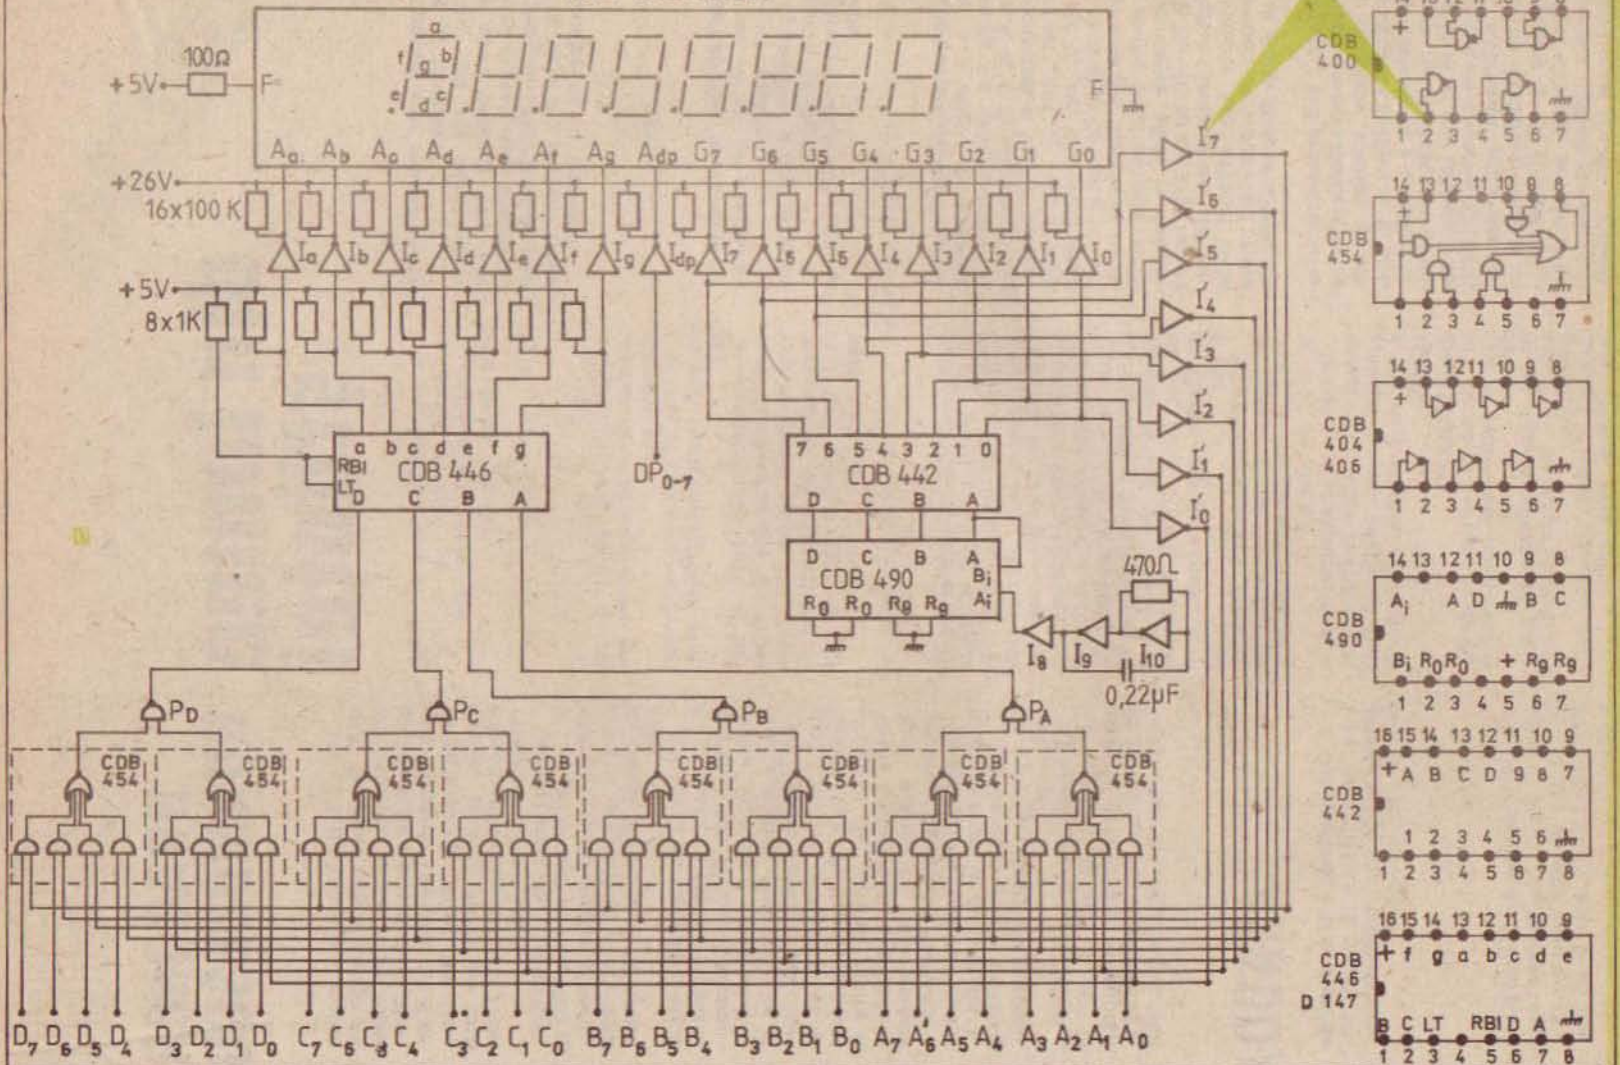 a
f b
g
e c
d
100Ω
+5V
F
F
Aa Ab Ac Ad Ae Af Ag Adp G7 G6 G5 G4 G3 G2 G1 G0
+26V
16x100 K
Ia Ib Ic Id Ie If Ig Idp I7 I6 I5 I4 I3 I2 I1 I0
+5V
8x1K
I'7
I'6
I'5
I'4
I'3
I'2
I'1
I'0
a b c d e f g
RBI
CDB 446
LT
D C B A
DP0-7
7 6 5 4 3 2 1 0
CDB 442
D C B A
D C B A
CDB 490
Bi
R0 R0 R9 R9 Ai
470Ω
I8 I9 I10
0,22µF
PD PC PB PA
CDB 454
CDB 454
CDB 454
CDB 454
CDB 454
CDB 454
CDB 454
CDB 454
D7 D6 D5 D4 D3 D2 D1 D0 C7 C6 C4 C3 C2 C1 C0 B7 B6 B5 B4 B3 B2 B1 B0 A7 A6 A5 A4 A3 A2 A1 A0
+
CDB
400
1 2 3 4 5 6 7
14 13 12 11 10 9 8
+
CDB
454
1 2 3 4 5 6 7
14 13 12 11 10 9 8
+
CDB
404
406
1 2 3 4 5 6 7
14 13 12 11 10 9 8
Ai A D B C
CDB
490
Bi R0 R0 + R9 R9
1 2 3 4 5 6 7
16 15 14 13 12 11 10 9
+ A B C D 9 8 7
CDB
442
1 2 3 4 5 6
1 2 3 4 5 6 7 8
16 15 14 13 12 11 10 9
+ f g a b c d e
CDB
446
D 147
B C LT RBI D A
1 2 3 4 5 6 7 8